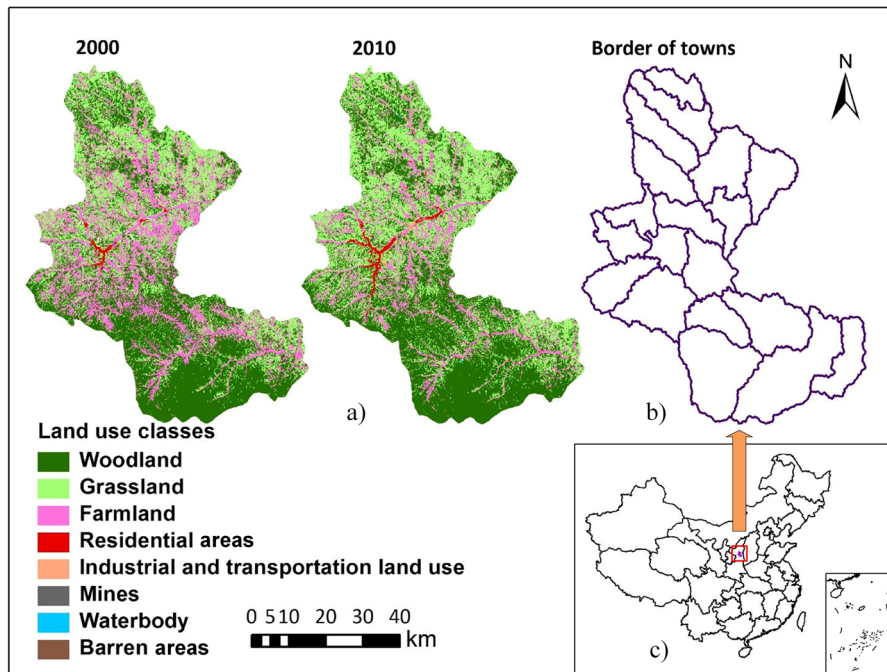 2000
2010
Border of towns
N
a)
b)
Land use classes
Woodland
Grassland
Farmland
Residential areas
Industrial and transportation land use
Mines
Waterbody
Barren areas
0 5 10 20 30 40
km
c)